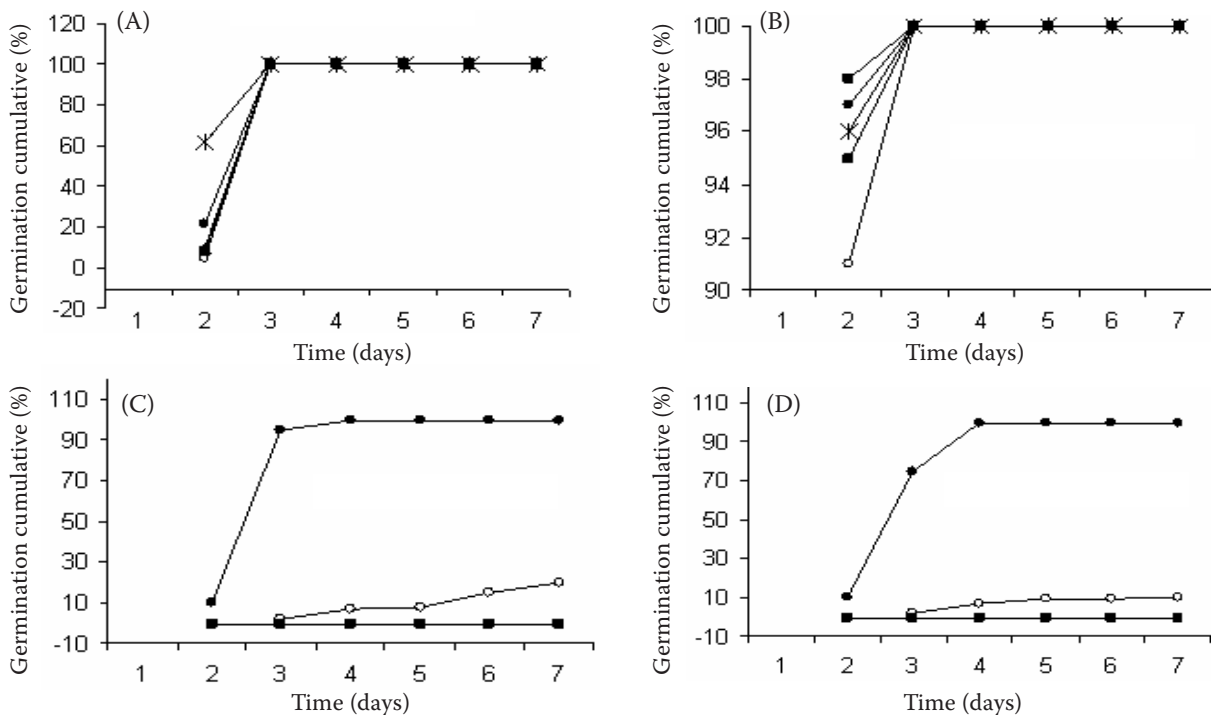 (A)
Germination cumulative (%)
120
100
80
60
40
20
0
-20
1 2 3 4 5 6 7
Time (days)
(B)
Germination cumulative (%)
100
98
96
94
92
90
1 2 3 4 5 6 7
Time (days)
(C)
Germination cumulative (%)
110
90
70
50
30
10
-10
1 2 3 4 5 6 7
Time (days)
(D)
Germination cumulative (%)
110
90
70
50
30
10
-10
1 2 3 4 5 6 7
Time (days)